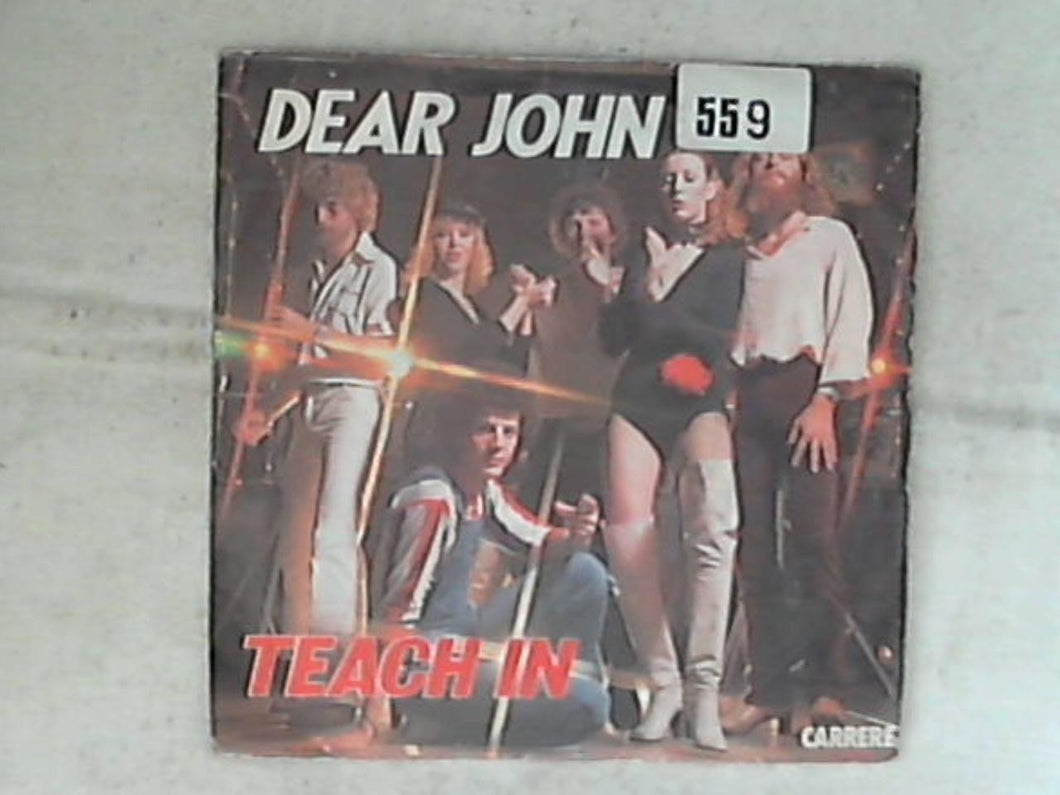 DEAR JOHN
559
TEACH IN
CARRERE